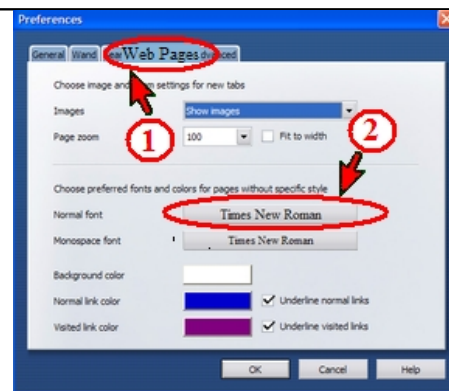 Preferences
General Wand Web Pages
Choose image and settings for new tabs
Images Show images
Page zoom 100 Fit to width
1
2
Choose preferred fonts and colors for pages without specific style
Normal font Times New Roman
Monospace font Times New Roman
Background color
Normal link color Underline normal links
Visited link color Underline visited links
OK Cancel Help